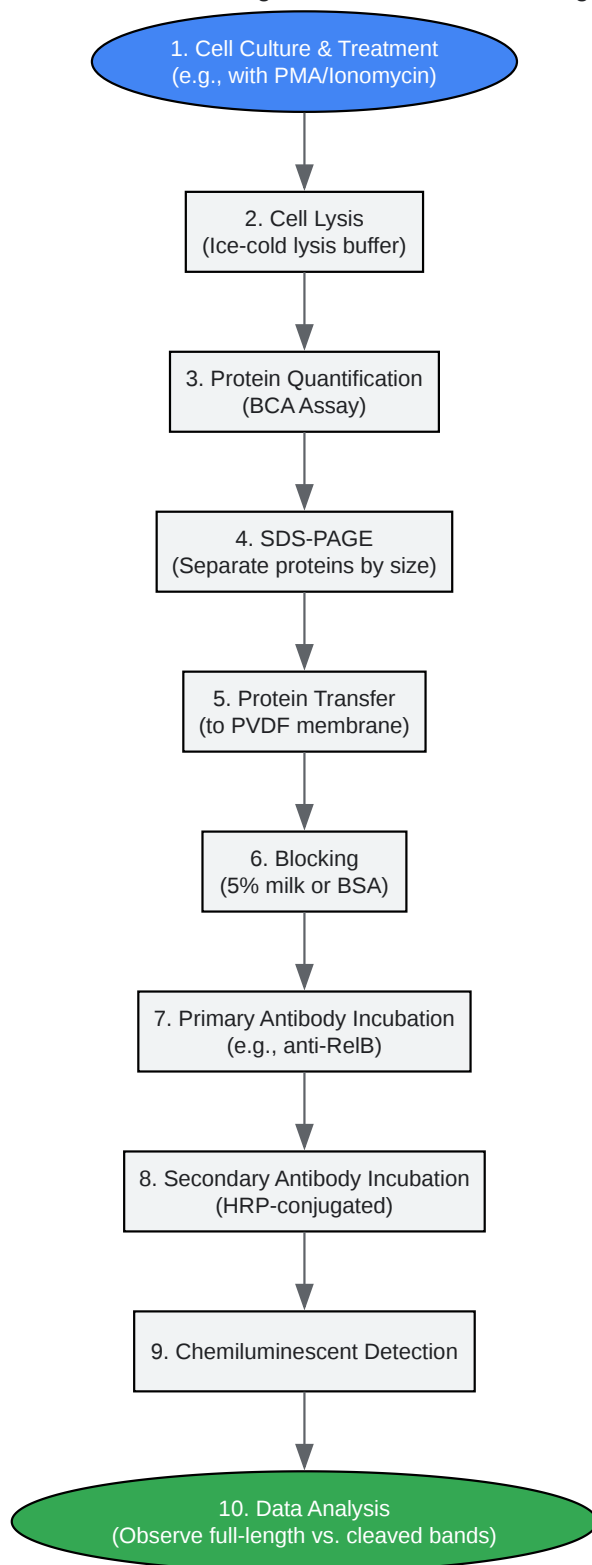 1. Cell Culture & Treatment
(e.g., with PMA/Ionomycin)
2. Cell Lysis
(Ice-cold lysis buffer)
3. Protein Quantification
(BCA Assay)
4. SDS-PAGE
(Separate proteins by size)
5. Protein Transfer
(to PVDF membrane)
6. Blocking
(5% milk or BSA)
7. Primary Antibody Incubation
(e.g., anti-RelB)
8. Secondary Antibody Incubation
(HRP-conjugated)
9. Chemiluminescent Detection
10. Data Analysis
(Observe full-length vs. cleaved bands)